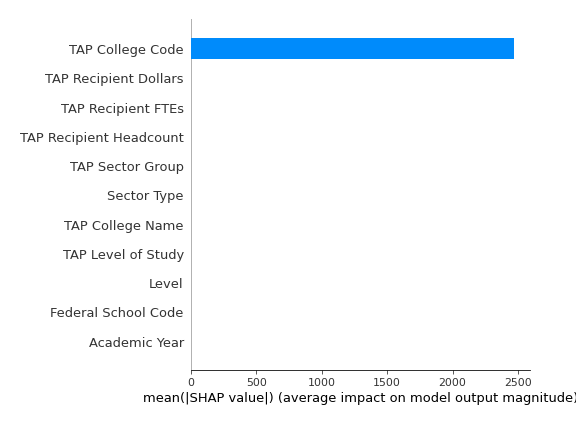 TAP College Code
TAP Recipient Dollars
TAP Recipient FTEs
TAP Recipient Headcount
TAP Sector Group
Sector Type
TAP College Name
TAP Level of Study
Level
Federal School Code
Academic Year
0 500 1000 1500 2000 2500
mean(|SHAP value|) (average impact on model output magnitude)